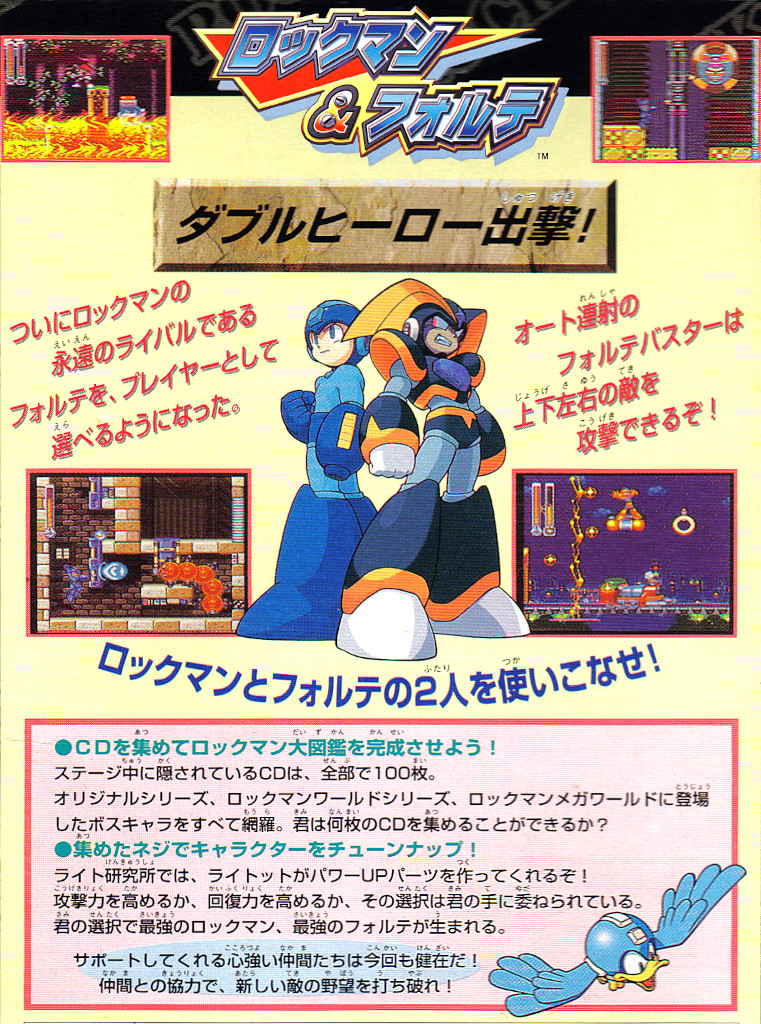 ロックマン
&フォルテ
TM
ダブルヒーロー出撃!
ついにロックマンの
永遠のライバルである
フォルテを、プレイヤーとして
選べるようになった。
オート連射の
フォルテバスターは
上下左右の敵を
攻撃できるぞ!
ロックマンとフォルテの2人を使いこなせ!
●CDを集めてロックマン大図鑑を完成させよう!
ステージ中に隠されているCDは、全部で100枚。
オリジナルシリーズ、ロックマンワールドシリーズ、ロックマンメガワールドに登場
したボスキャラをすべて網羅。君は何枚のCDを集めることができるか?
●集めたネジでキャラクターをチューンナップ!
ライト研究所では、ライトットがパワーUPパーツを作ってくれるぞ!
攻撃力を高めるか、回復力を高めるか、その選択は君の手に委ねられている。
君の選択で最強のロックマン、最強のフォルテが生まれる。
サポートしてくれる心強い仲間たちは今回も健在だ!
仲間との協力で、新しい敵の野望を打ち破れ!